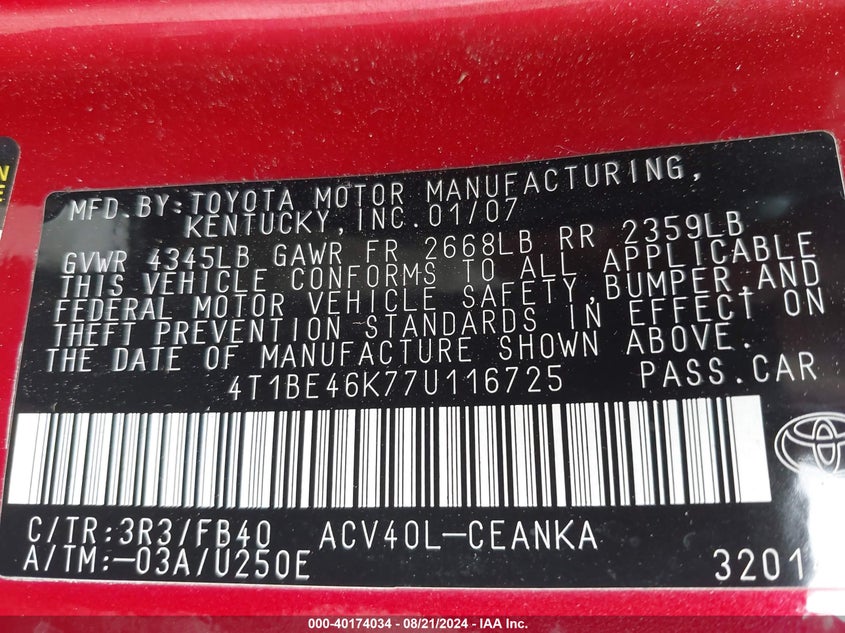 N
E
MFD.BY:TOYOTA MOTOR MANUFACTURING,
KENTUCKY,INC.01/07
GVWR 4345LB GAWR FR 2668LB RR 2359LB
THIS VEHICLE CONFORMS TO ALL APPLICABLE
FEDERAL MOTOR VEHICLE SAFETY,BUMPER,AND
THEFT PREVENTION STANDARDS IN EFFECT ON
THE DATE OF MANUFACTURE SHOWN ABOVE.
4T1BE46K77U116725 PASS.CAR
C/TR:3R3/FB40 ACV40L-CEANKA
A/TM:-03A/U250E 3201
000-40174034 - 08/21/2024 - IAA Inc.